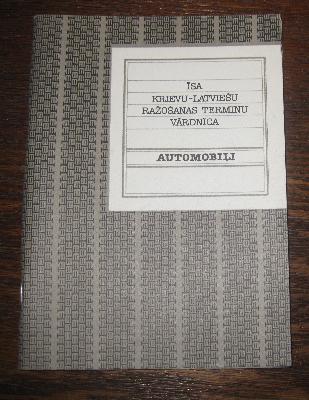 ĪSA
KRIEVU-LATVIEŠU
RAŽOŠANAS TERMINU
VĀRDNĪCA
AUTOMOBIĻI